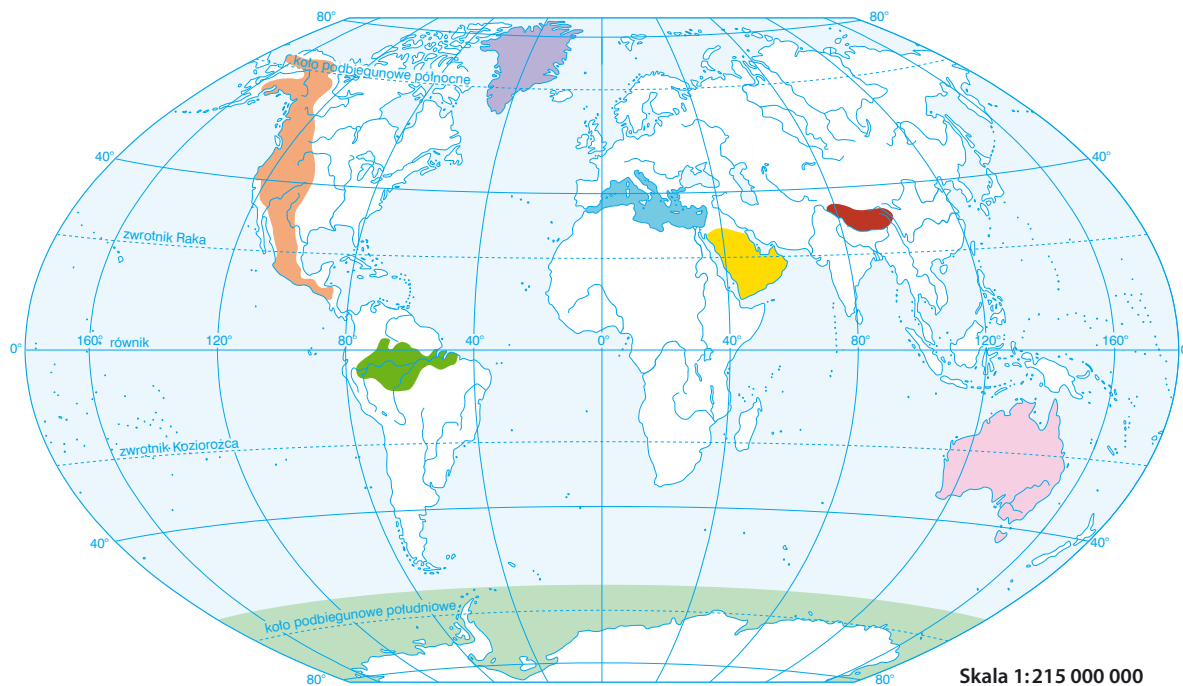 80° 80°
koło podbiegunowe północne
40° 40°
zwrotnik Raka
0° 160° równik 120° 80° 40° 0° 40° 80° 120° 160° 0
zwrotnik Koziorożca
40° 40°
koło podbiegunowe południowe
80° 80°
Skala 1:215 000 000